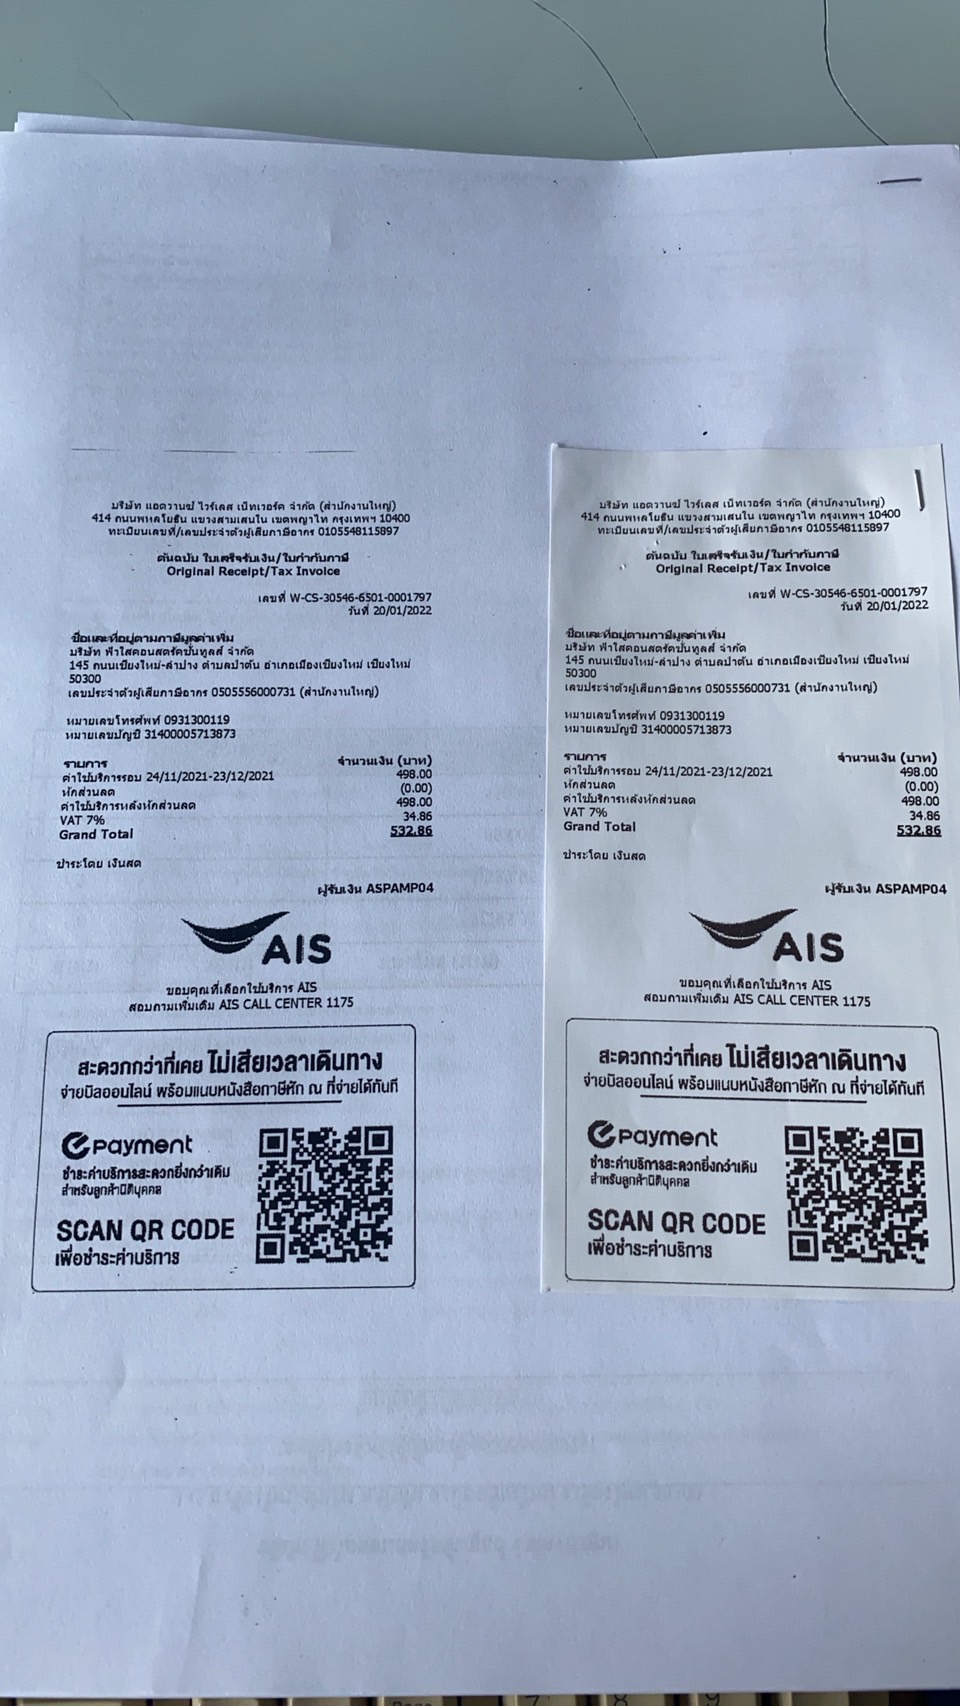 บริษัท แอดวานซ์ ไวร์เลส เน็ทเวอร์ค จำกัด (สำนักงานใหญ่)
414 ถนนพหลโยธิน แขวงสามเสนใน เขตพญาไท กรุงเทพฯ 10400
ทะเบียนเลขที่/เลขประจำตัวผู้เสียภาษีอากร 0105548115897
ต้นฉบับ ใบเสร็จรับเงิน/ใบกำกับภาษี
Original Receipt/Tax Invoice
เลขที่ W-CS-30546-6501-0001797
วันที่ 20/01/2022
ชื่อและที่อยู่ตามภาษีมูลค่าเพิ่ม
บริษัท ฟ้าใสคอนสตรัคชั่นทูลส์ จำกัด
145 ถนนเชียงใหม่-ลำปาง ตำบลป่าตัน อำเภอเมืองเชียงใหม่ เชียงใหม่
50300
เลขประจำตัวผู้เสียภาษีอากร 0505556000731 (สำนักงานใหญ่)
หมายเลขโทรศัพท์ 0931300119
หมายเลขบัญชี 31400005713873
รายการ จำนวนเงิน (บาท)
ค่าใช้บริการรอบ 24/11/2021-23/12/2021 498.00
หักส่วนลด (0.00)
ค่าใช้บริการหลังหักส่วนลด 498.00
VAT 7% 34.86
Grand Total 532.86
ชำระโดย เงินสด
ผู้รับเงิน ASPAMP04
AIS
ขอบคุณที่เลือกใช้บริการ AIS
สอบถามเพิ่มเติม AIS CALL CENTER 1175
สะดวกกว่าที่เคย ไม่เสียเวลาเดินทาง
จ่ายบิลออนไลน์ พร้อมแนบหนังสือภาษีหัก ณ ที่จ่ายได้ทันที
ePayment
ชำระค่าบริการสะดวกยิ่งกว่าเดิม
สำหรับลูกค้านิติบุคคล
SCAN QR CODE
เพื่อชำระค่าบริการ
บริษัท แอดวานซ์ ไวร์เลส เน็ทเวอร์ค จำกัด (สำนักงานใหญ่)
414 ถนนพหลโยธิน แขวงสามเสนใน เขตพญาไท กรุงเทพฯ 10400
ทะเบียนเลขที่/เลขประจำตัวผู้เสียภาษีอากร 0105548115897
ต้นฉบับ ใบเสร็จรับเงิน/ใบกำกับภาษี
Original Receipt/Tax Invoice
เลขที่ W-CS-30546-6501-0001797
วันที่ 20/01/2022
ชื่อและที่อยู่ตามภาษีมูลค่าเพิ่ม
บริษัท ฟ้าใสคอนสตรัคชั่นทูลส์ จำกัด
145 ถนนเชียงใหม่-ลำปาง ตำบลป่าตัน อำเภอเมืองเชียงใหม่ เชียงใหม่
50300
เลขประจำตัวผู้เสียภาษีอากร 0505556000731 (สำนักงานใหญ่)
หมายเลขโทรศัพท์ 0931300119
หมายเลขบัญชี 31400005713873
รายการ จำนวนเงิน (บาท)
ค่าใช้บริการรอบ 24/11/2021-23/12/2021 498.00
หักส่วนลด (0.00)
ค่าใช้บริการหลังหักส่วนลด 498.00
VAT 7% 34.86
Grand Total 532.86
ชำระโดย เงินสด
ผู้รับเงิน ASPAMP04
AIS
ขอบคุณที่เลือกใช้บริการ AIS
สอบถามเพิ่มเติม AIS CALL CENTER 1175
สะดวกกว่าที่เคย ไม่เสียเวลาเดินทาง
จ่ายบิลออนไลน์ พร้อมแนบหนังสือภาษีหัก ณ ที่จ่ายได้ทันที
ePayment
ชำระค่าบริการสะดวกยิ่งกว่าเดิม
สำหรับลูกค้านิติบุคคล
SCAN QR CODE
เพื่อชำระค่าบริการ